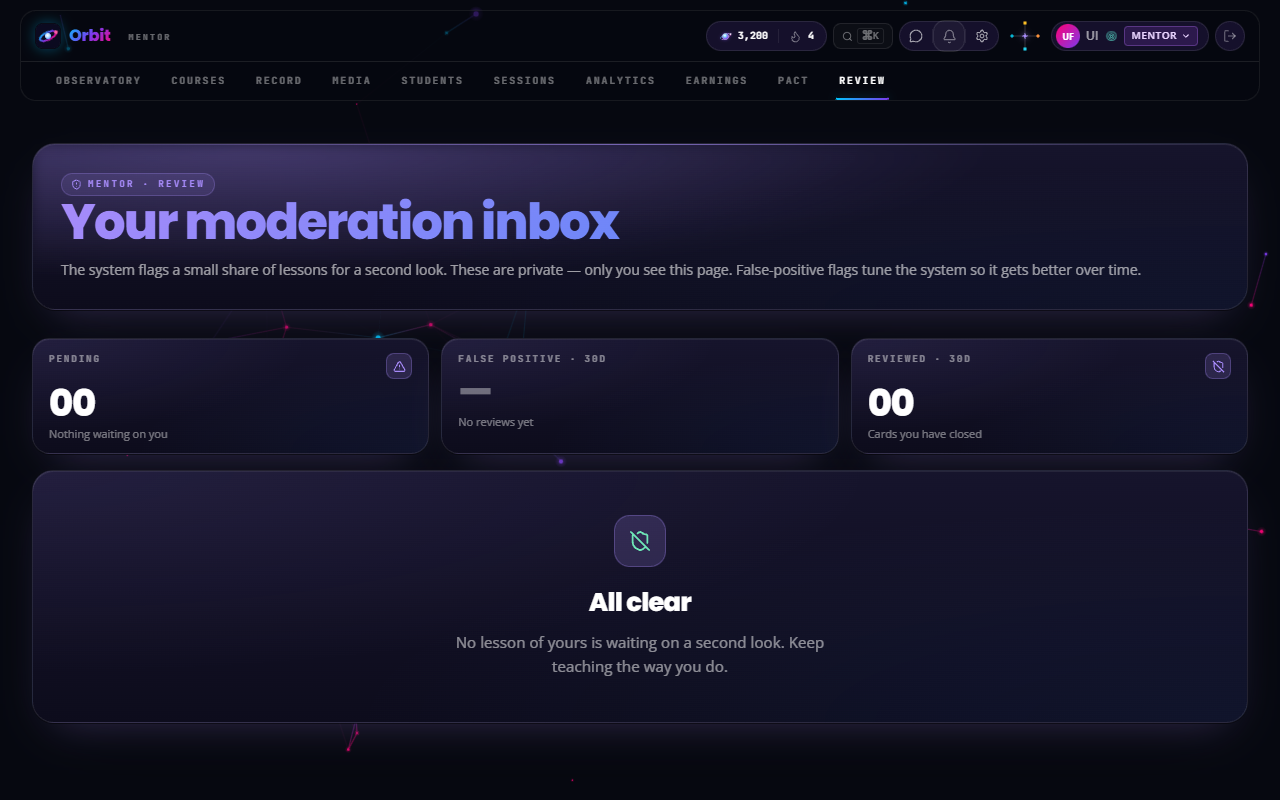 Orbit MENTOR
3,200 4 ⌘K UF UI MENTOR
OBSERVATORY COURSES RECORD MEDIA STUDENTS SESSIONS ANALYTICS EARNINGS PACT REVIEW
MENTOR · REVIEW
Your moderation inbox
The system flags a small share of lessons for a second look. These are private — only you see this page. False-positive flags tune the system so it gets better over time.
PENDING
00
Nothing waiting on you
FALSE POSITIVE · 30D
—
No reviews yet
REVIEWED · 30D
00
Cards you have closed
All clear
No lesson of yours is waiting on a second look. Keep
teaching the way you do.